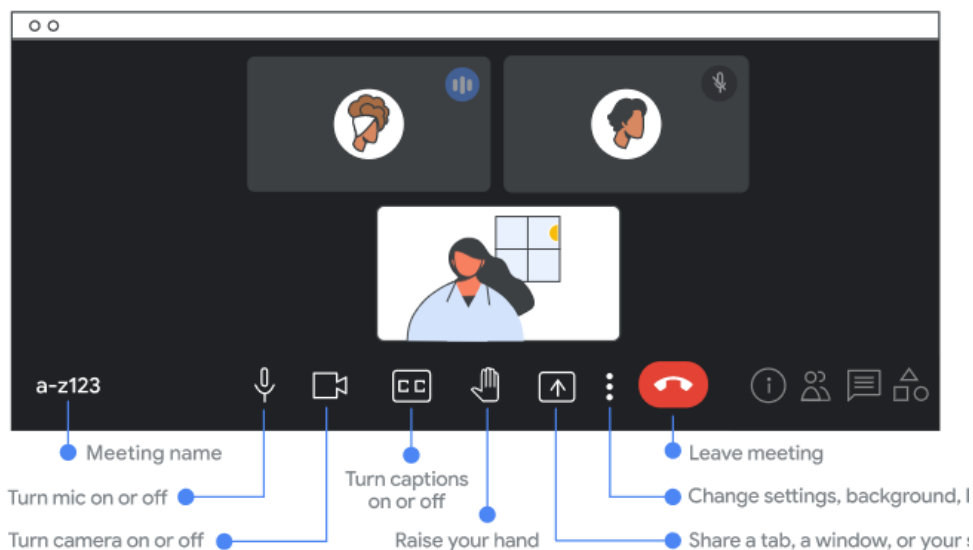 a-z123
CC
Meeting name
Leave meeting
Turn mic on or off
Turn captions
on or off
Change settings, background,
Turn camera on or off
Raise your hand
Share a tab, a window, or your